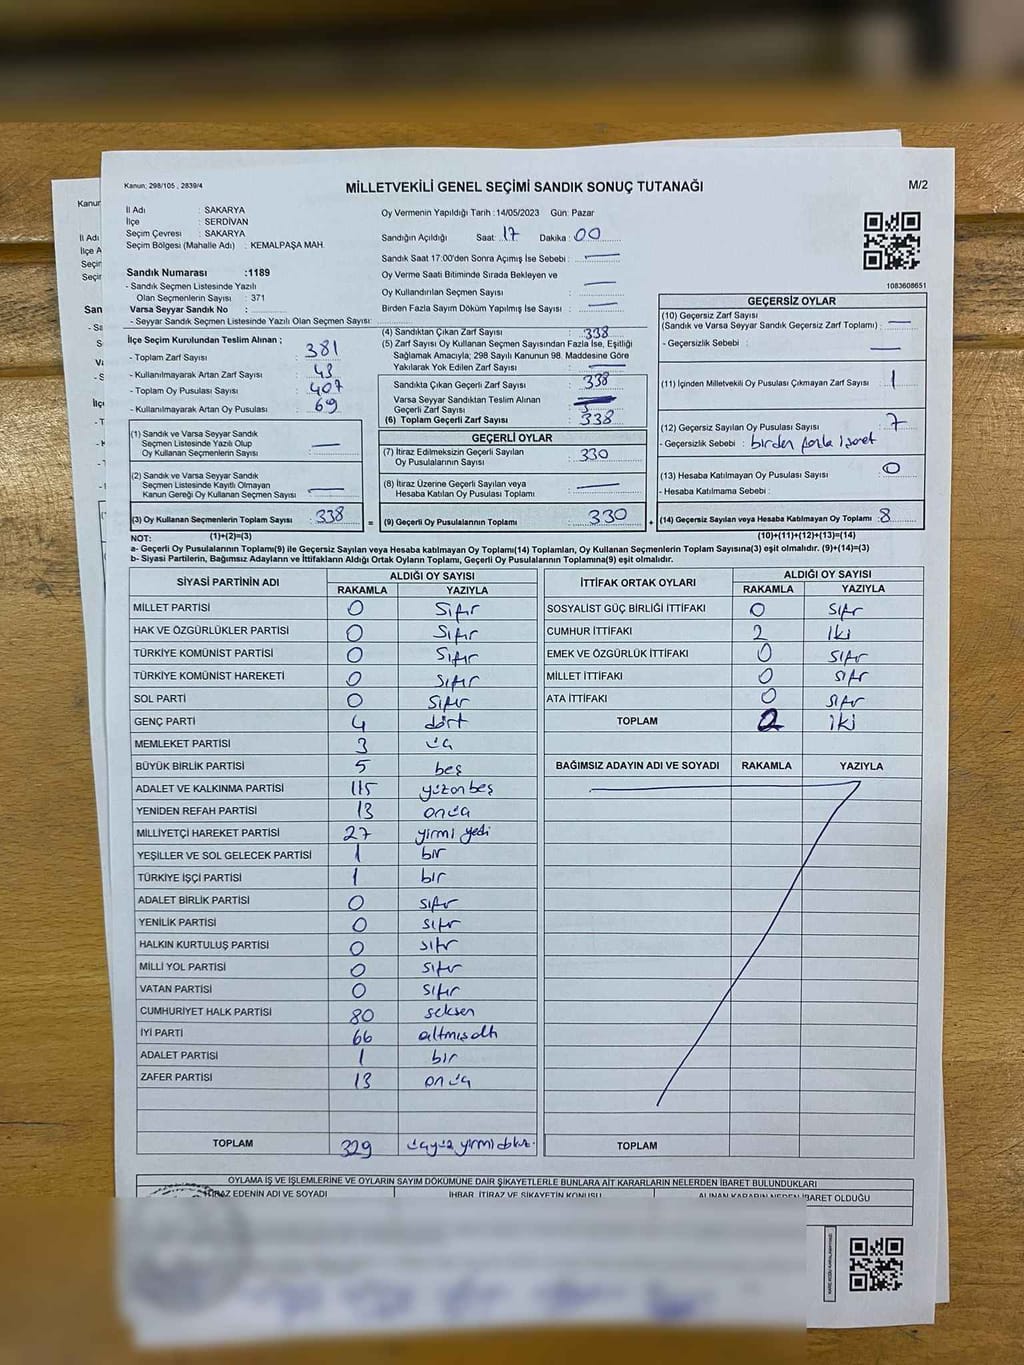 Kanun; 298/105 , 2839/4
MİLLETVEKİLİ GENEL SEÇİMİ SANDIK SONUÇ TUTANAĞI
M/2
İl Adı : SAKARYA
İlçe : SERDİVAN
Seçim Çevresi : SAKARYA
Seçim Bölgesi (Mahalle Adı) : KEMALPAŞA MAH.
Sandık Numarası :1189
- Sandık Seçmen Listesinde Yazılı
Olan Seçmenlerin Sayısı : 371
Varsa Seyyar Sandık No :
- Seyyar Sandık Seçmen Listesinde Yazılı Olan Seçmen Sayısı:
Oy Vermenin Yapıldığı Tarih :14/05/2023 Gün: Pazar
Sandığın Açıldığı Saat: 17 Dakika : 00
Sandık Saat 17:00'den Sonra Açımış İse Sebebi : —
Oy Verme Saati Bitiminde Sırada Bekleyen ve
Oy Kullandırılan Seçmen Sayısı : —
Birden Fazla Sayım Döküm Yapılmış İse Sayısı : —
1083608651
İlçe Seçim Kurulundan Teslim Alınan ;
- Toplam Zarf Sayısı : 381
- Kullanılmayarak Artan Zarf Sayısı : 43
- Toplam Oy Pusulası Sayısı : 407
- Kullanılmayarak Artan Oy Pusulası : 69
(1) Sandık ve Varsa Seyyar Sandık
Seçmen Listesinde Yazılı Olup
Oy Kullanan Seçmenlerin Sayısı : —
(2) Sandık ve Varsa Seyyar Sandık
Seçmen Listesinde Kayıtlı Olmayan
Kanun Gereği Oy Kullanan Seçmen Sayısı : —
(3) Oy Kullanan Seçmenlerin Toplam Sayısı : 338
(4) Sandıktan Çıkan Zarf Sayısı : 338
(5) Zarf Sayısı Oy Kullanan Seçmen Sayısından Fazla İse, Eşitliği
Sağlamak Amacıyla; 298 Sayılı Kanunun 98. Maddesine Göre
Yakılarak Yok Edilen Zarf Sayısı : —
Sandıkta Çıkan Geçerli Zarf Sayısı : 338
Varsa Seyyar Sandıktan Teslim Alınan
Geçerli Zarf Sayısı :
(6) Toplam Geçerli Zarf Sayısı : 338
GEÇERLİ OYLAR
(7) İtiraz Edilmeksizin Geçerli Sayılan
Oy Pusulalarının Sayısı : 330
(8) İtiraz Üzerine Geçerli Sayılan veya
Hesaba Katılan Oy Pusulası Toplamı : —
= (9) Geçerli Oy Pusulalarının Toplamı : 330
GEÇERSİZ OYLAR
(10) Geçersiz Zarf Sayısı
(Sandık ve Varsa Seyyar Sandık Geçersiz Zarf Toplamı) : —
- Geçersizlik Sebebi : —
(11) İçinden Milletvekili Oy Pusulası Çıkmayan Zarf Sayısı : 1
(12) Geçersiz Sayılan Oy Pusulası Sayısı : 7
- Geçersizlik Sebebi : birden fazla işaret
(13) Hesaba Katılmayan Oy Pusulası Sayısı : 0
- Hesaba Katılmama Sebebi :
+ (14) Geçersiz Sayılan veya Hesaba Katılmayan Oy Toplamı : 8
NOT: (1)+(2)=(3) (10)+(11)+(12)+(13)=(14)
a- Geçerli Oy Pusulalarının Toplamı(9) ile Geçersiz Sayılan veya Hesaba katılmayan Oy Toplamı(14) Toplamları, Oy Kullanan Seçmenlerin Toplam Sayısına(3) eşit olmalıdır. (9)+(14)=(3)
b- Siyasi Partilerin, Bağımsız Adayların ve İttifakların Aldığı Ortak Oyların Toplamı, Geçerli Oy Pusulalarının Toplamına(9) eşit olmalıdır.
SİYASİ PARTİNİN ADI ALDIĞI OY SAYISI
RAKAMLA YAZIYLA
MİLLET PARTİSİ 0 Sıfır
HAK VE ÖZGÜRLÜKLER PARTİSİ 0 Sıfır
TÜRKİYE KOMÜNİST PARTİSİ 0 Sıfır
TÜRKİYE KOMÜNİST HAREKETİ 0 Sıfır
SOL PARTİ 0 Sıfır
GENÇ PARTİ 4 dört
MEMLEKET PARTİSİ 3 üç
BÜYÜK BİRLİK PARTİSİ 5 beş
ADALET VE KALKINMA PARTİSİ 115 yüzonbeş
YENİDEN REFAH PARTİSİ 13 onüç
MİLLİYETÇİ HAREKET PARTİSİ 27 yirmi yedi
YEŞİLLER VE SOL GELECEK PARTİSİ 1 bir
TÜRKİYE İŞÇİ PARTİSİ 1 bir
ADALET BİRLİK PARTİSİ 0 sıfır
YENİLİK PARTİSİ 0 sıfır
HALKIN KURTULUŞ PARTİSİ 0 sıfır
MİLLİ YOL PARTİSİ 0 sıfır
VATAN PARTİSİ 0 sıfır
CUMHURİYET HALK PARTİSİ 80 seksen
İYİ PARTİ 66 altmışaltı
ADALET PARTİSİ 1 bir
ZAFER PARTİSİ 13 onüç
TOPLAM 329 üçyüz yirmi dokuz
İTTİFAK ORTAK OYLARI ALDIĞI OY SAYISI
RAKAMLA YAZIYLA
SOSYALİST GÜÇ BİRLİĞİ İTTİFAKI 0 sıfır
CUMHUR İTTİFAKI 2 iki
EMEK VE ÖZGÜRLÜK İTTİFAKI 0 sıfır
MİLLET İTTİFAKI 0 sıfır
ATA İTTİFAKI 0 sıfır
TOPLAM 2 iki
BAĞIMSIZ ADAYIN ADI VE SOYADI RAKAMLA YAZIYLA
TOPLAM
OYLAMA İŞ VE İŞLEMLERİNE VE OYLARIN SAYIM DÖKÜMÜNE DAİR ŞİKAYETLERLE BUNLARA AİT KARARLARIN NELERDEN İBARET BULUNDUKLARI
İTİRAZ EDENİN ADI VE SOYADI İHBAR, İTİRAZ VE ŞİKAYETİN KONUSU ALINAN KARARIN NEDEN İBARET OLDUĞU